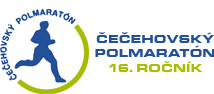 ČEČEHOVSKÝ POLMARATÓN
ČEČEHOVSKÝ
POLMARATÓN
16. ROČNÍK